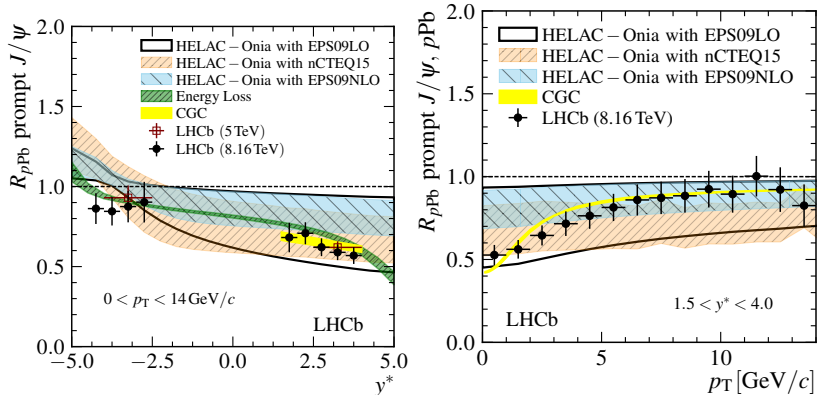 R_pPb prompt J/ψ
2.0
1.5
1.0
0.5
0.0
HELAC − Onia with EPS09LO
HELAC − Onia with nCTEQ15
HELAC − Onia with EPS09NLO
Energy Loss
CGC
LHCb (5 TeV)
LHCb (8.16 TeV)
0 < p_T < 14 GeV/c
LHCb
−5.0
−2.5
0.0
2.5
5.0
y*
R_pPb prompt J/ψ, pPb
2.0
1.5
1.0
0.5
0.0
HELAC − Onia with EPS09LO
HELAC − Onia with nCTEQ15
HELAC − Onia with EPS09NLO
CGC
LHCb (8.16 TeV)
LHCb
1.5 < y* < 4.0
0
5
10
p_T [GeV/c]